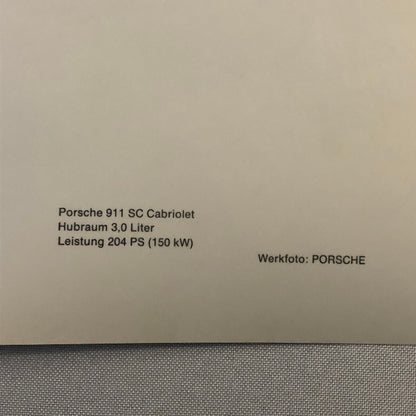 Porsche 911 SC Cabriolet
Hubraum 3,0 Liter
Leistung 204 PS (150 kW)
Werkfoto: PORSCHE